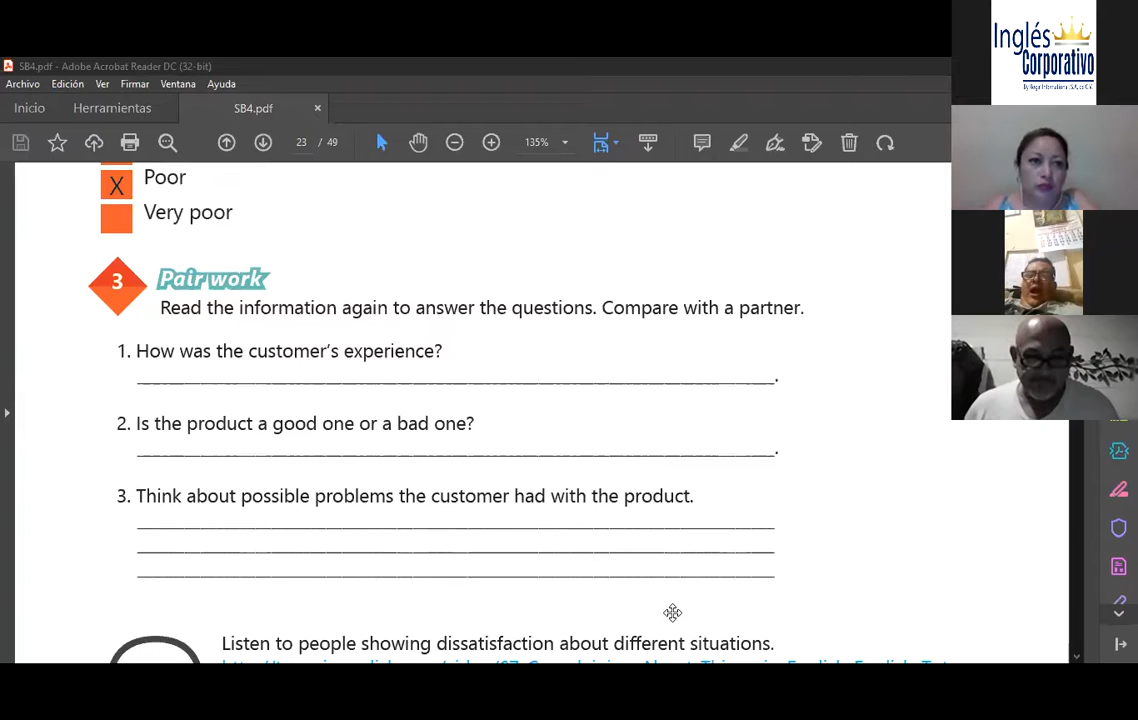 Inglés
Corporativo
SB4.pdf - Adobe Acrobat Reader DC (32-bit)
Archivo Edición Ver Firmar Ventana Ayuda
Inicio Herramientas SB4.pdf ×
23 / 49 135%
X Poor
Very poor
3 Pair work
Read the information again to answer the questions. Compare with a partner.
1. How was the customer's experience?
2. Is the product a good one or a bad one?
3. Think about possible problems the customer had with the product.
Listen to people showing dissatisfaction about different situations.